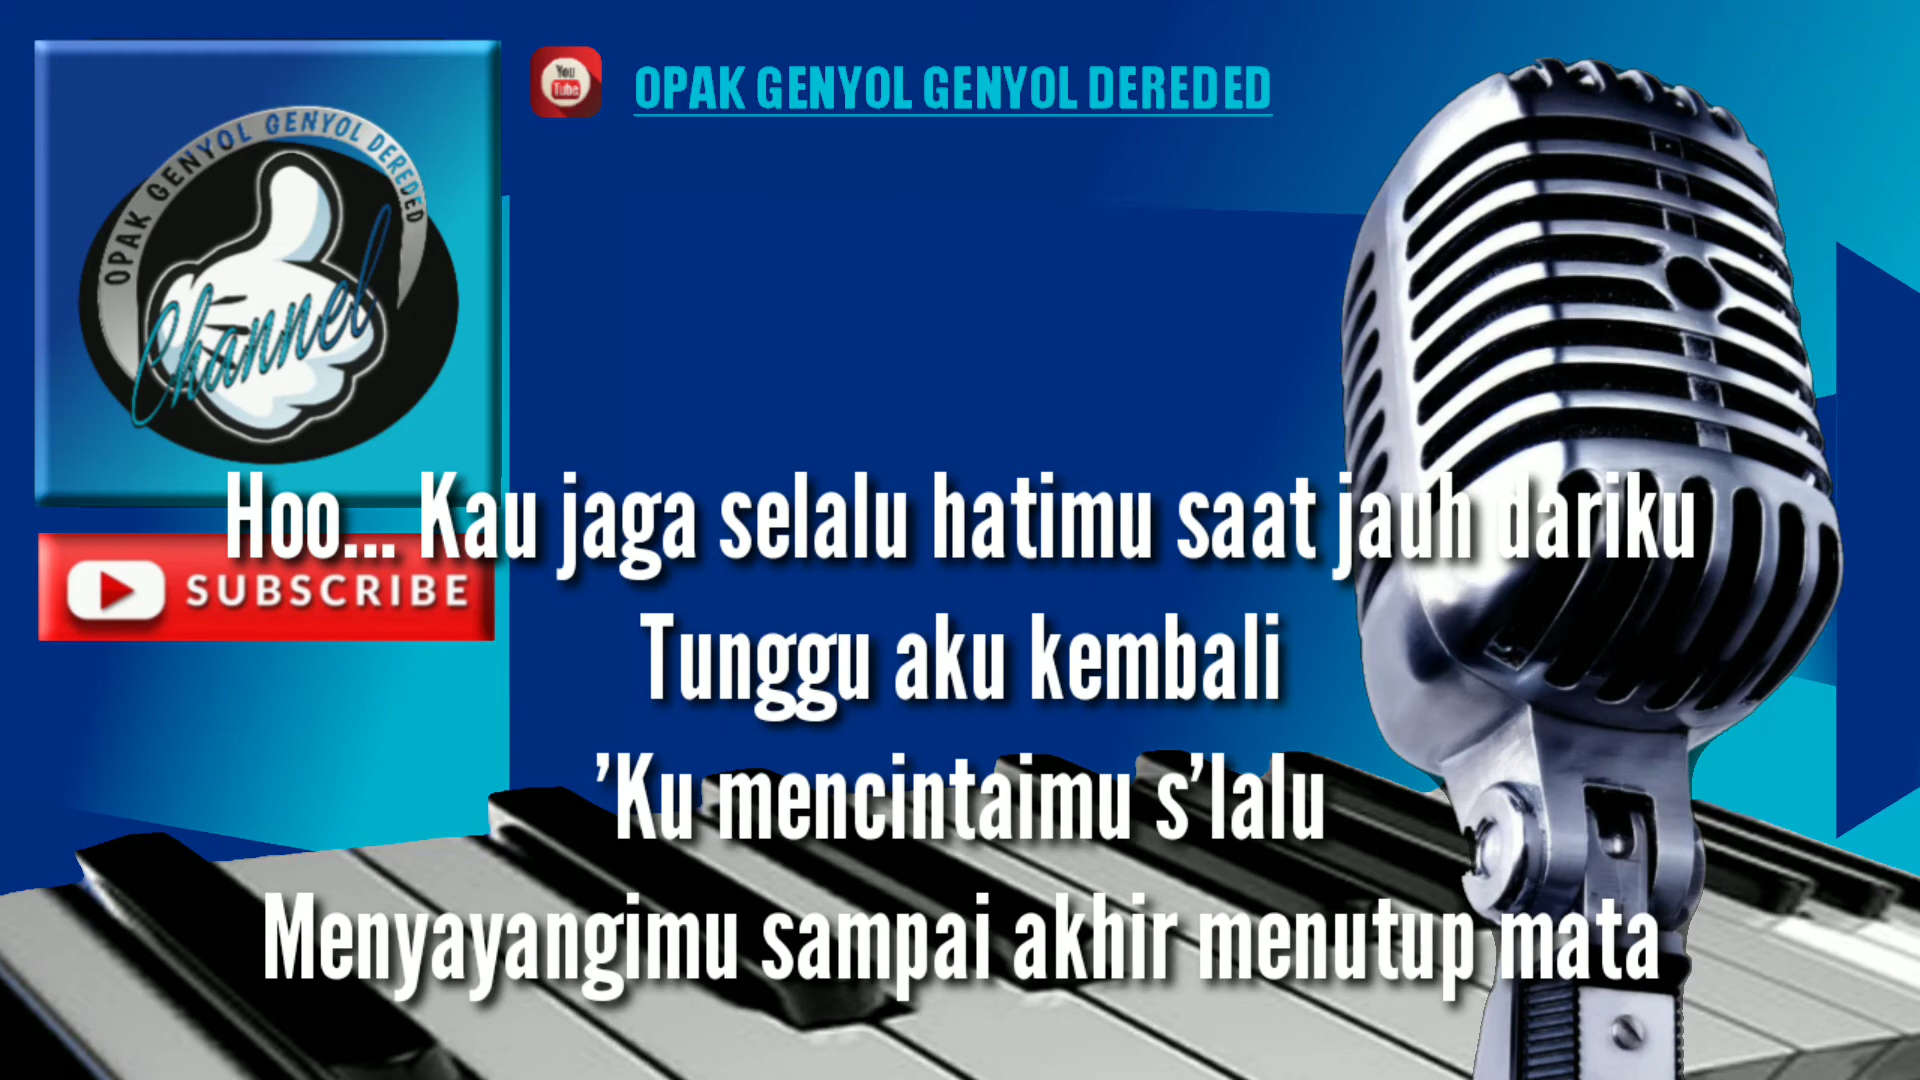 You
Tube
OPAK GENYOL GENYOL DEREDED
OPAK GENYOL GENYOL DEREDED
Channel
SUBSCRIBE
Hoo... Kau jaga selalu hatimu saat jauh dariku
Tunggu aku kembali
’Ku mencintaimu s’lalu
Menyayangimu sampai akhir menutup mata